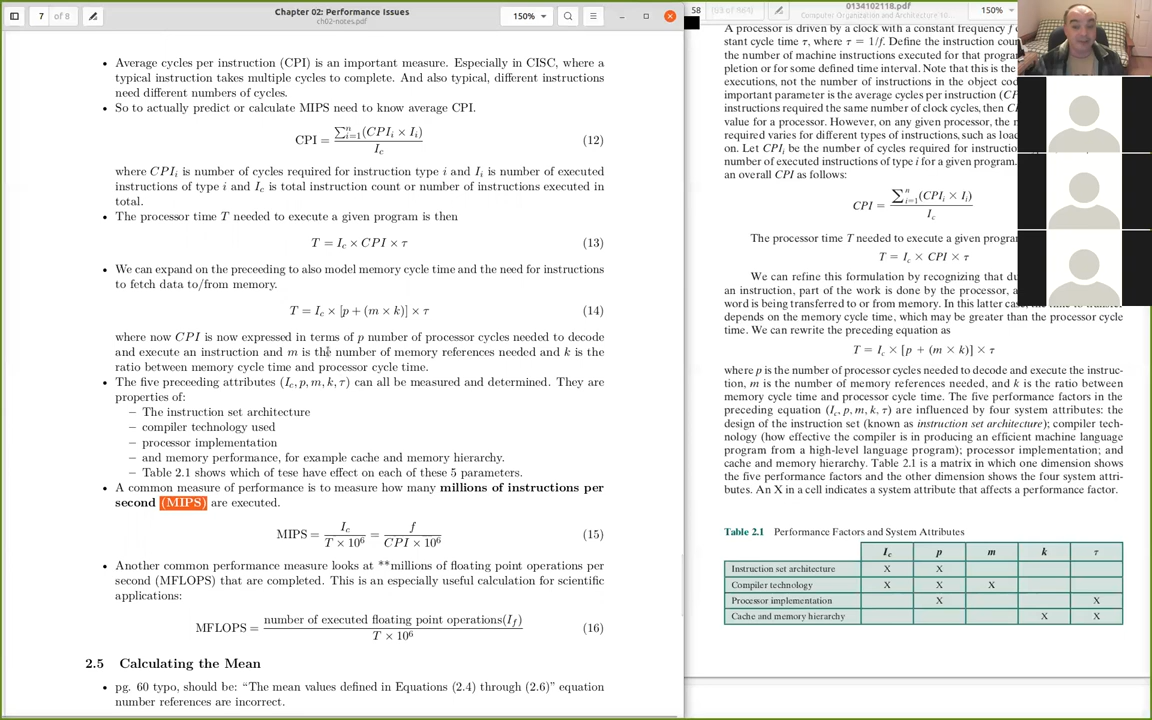 7 of 8
Chapter 02: Performance Issues
ch02-notes.pdf
150%
• Average cycles per instruction (CPI) is an important measure. Especially in CISC, where a
typical instruction takes multiple cycles to complete. And also typical, different instructions
need different numbers of cycles.
• So to actually predict or calculate MIPS need to know average CPI.
CPI = ∑ⁿᵢ₌₁(CPIᵢ × Iᵢ) / I_c (12)
where CPIᵢ is number of cycles required for instruction type i and Iᵢ is number of executed
instructions of type i and I_c is total instruction count or number of instructions executed in
total.
• The processor time T needed to execute a given program is then
T = I_c × CPI × τ (13)
• We can expand on the preceeding to also model memory cycle time and the need for instructions
to fetch data to/from memory.
T = I_c × [p + (m × k)] × τ (14)
where now CPI is now expressed in terms of p number of processor cycles needed to decode
and execute an instruction and m is the number of memory references needed and k is the
ratio between memory cycle time and processor cycle time.
• The five preceeding attributes (I_c, p, m, k, τ) can all be measured and determined. They are
properties of:
– The instruction set architecture
– compiler technology used
– processor implementation
– and memory performance, for example cache and memory hierarchy.
– Table 2.1 shows which of tese have effect on each of these 5 parameters.
• A common measure of performance is to measure how many millions of instructions per
second (MIPS) are executed.
MIPS = I_c / T × 10⁶ = f / CPI × 10⁶ (15)
• Another common performance measure looks at **millions of floating point operations per
second (MFLOPS) that are completed. This is an especially useful calculation for scientific
applications:
MFLOPS = number of executed floating point operations(I_f) / T × 10⁶ (16)
2.5 Calculating the Mean
• pg. 60 typo, should be: "The mean values defined in Equations (2.4) through (2.6)" equation
number references are incorrect.
58 (93 of 864)
0134102118.pdf
Computer Organization and Architecture 10
150%
A processor is driven by a clock with a constant frequency f
stant cycle time τ, where τ = 1/f. Define the instruction coun
the number of machine instructions executed for that program
pletion or for some defined time interval. Note that this is the
executions, not the number of instructions in the object cod
important parameter is the average cycles per instruction (CP
instructions required the same number of clock cycles, then C
value for a processor. However, on any given processor, the
required varies for different types of instructions, such as load
on. Let CPIᵢ be the number of cycles required for instructio
number of executed instructions of type i for a given program.
an overall CPI as follows:
CPI = ∑ⁿᵢ₌₁(CPIᵢ × Iᵢ) / I_c
The processor time T needed to execute a given progra
T = I_c × CPI × τ
We can refine this formulation by recognizing that du
an instruction, part of the work is done by the processor, a
word is being transferred to or from memory. In this latter cas
depends on the memory cycle time, which may be greater than the processor cycle
time. We can rewrite the preceding equation as
T = I_c × [p + (m × k)] × τ
where p is the number of processor cycles needed to decode and execute the instruc-
tion, m is the number of memory references needed, and k is the ratio between
memory cycle time and processor cycle time. The five performance factors in the
preceding equation (I_c, p, m, k, τ) are influenced by four system attributes: the
design of the instruction set (known as instruction set architecture); compiler tech-
nology (how effective the compiler is in producing an efficient machine language
program from a high-level language program); processor implementation; and
cache and memory hierarchy. Table 2.1 is a matrix in which one dimension shows
the five performance factors and the other dimension shows the four system attri-
butes. An X in a cell indicates a system attribute that affects a performance factor.
Table 2.1 Performance Factors and System Attributes
I_c p m k τ
Instruction set architecture X X
Compiler technology X X X
Processor implementation X X
Cache and memory hierarchy X X